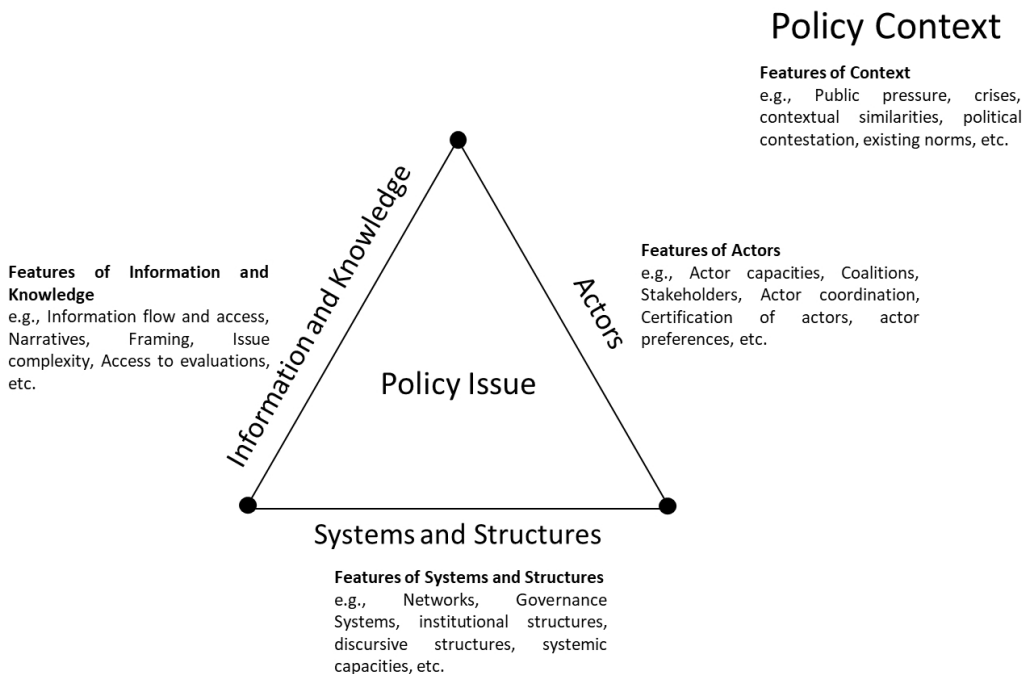 Policy Context
Features of Context
e.g., Public pressure, crises,
contextual similarities, political
contestation, existing norms, etc.
Information and Knowledge
Features of Information and
Knowledge
e.g., Information flow and access,
Narratives, Framing, Issue
complexity, Access to evaluations,
etc.
Actors
Features of Actors
e.g., Actor capacities, Coalitions,
Stakeholders, Actor coordination,
Certification of actors, actor
preferences, etc.
Policy Issue
Systems and Structures
Features of Systems and Structures
e.g., Networks, Governance
Systems, institutional structures,
discursive structures, systemic
capacities, etc.